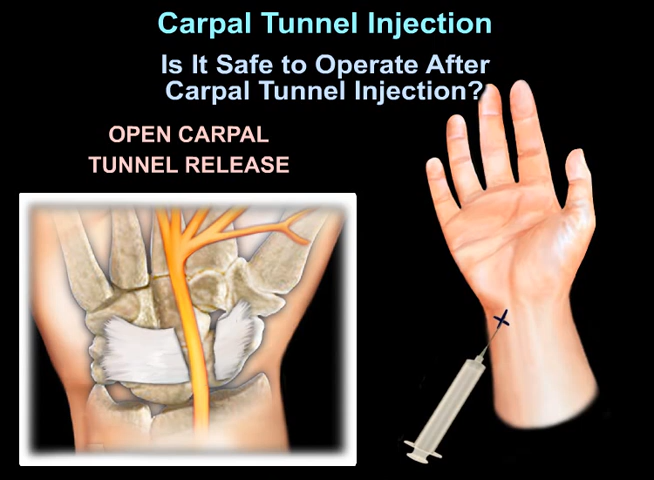 Carpal Tunnel Injection
Is It Safe to Operate After
Carpal Tunnel Injection?
OPEN CARPAL
TUNNEL RELEASE